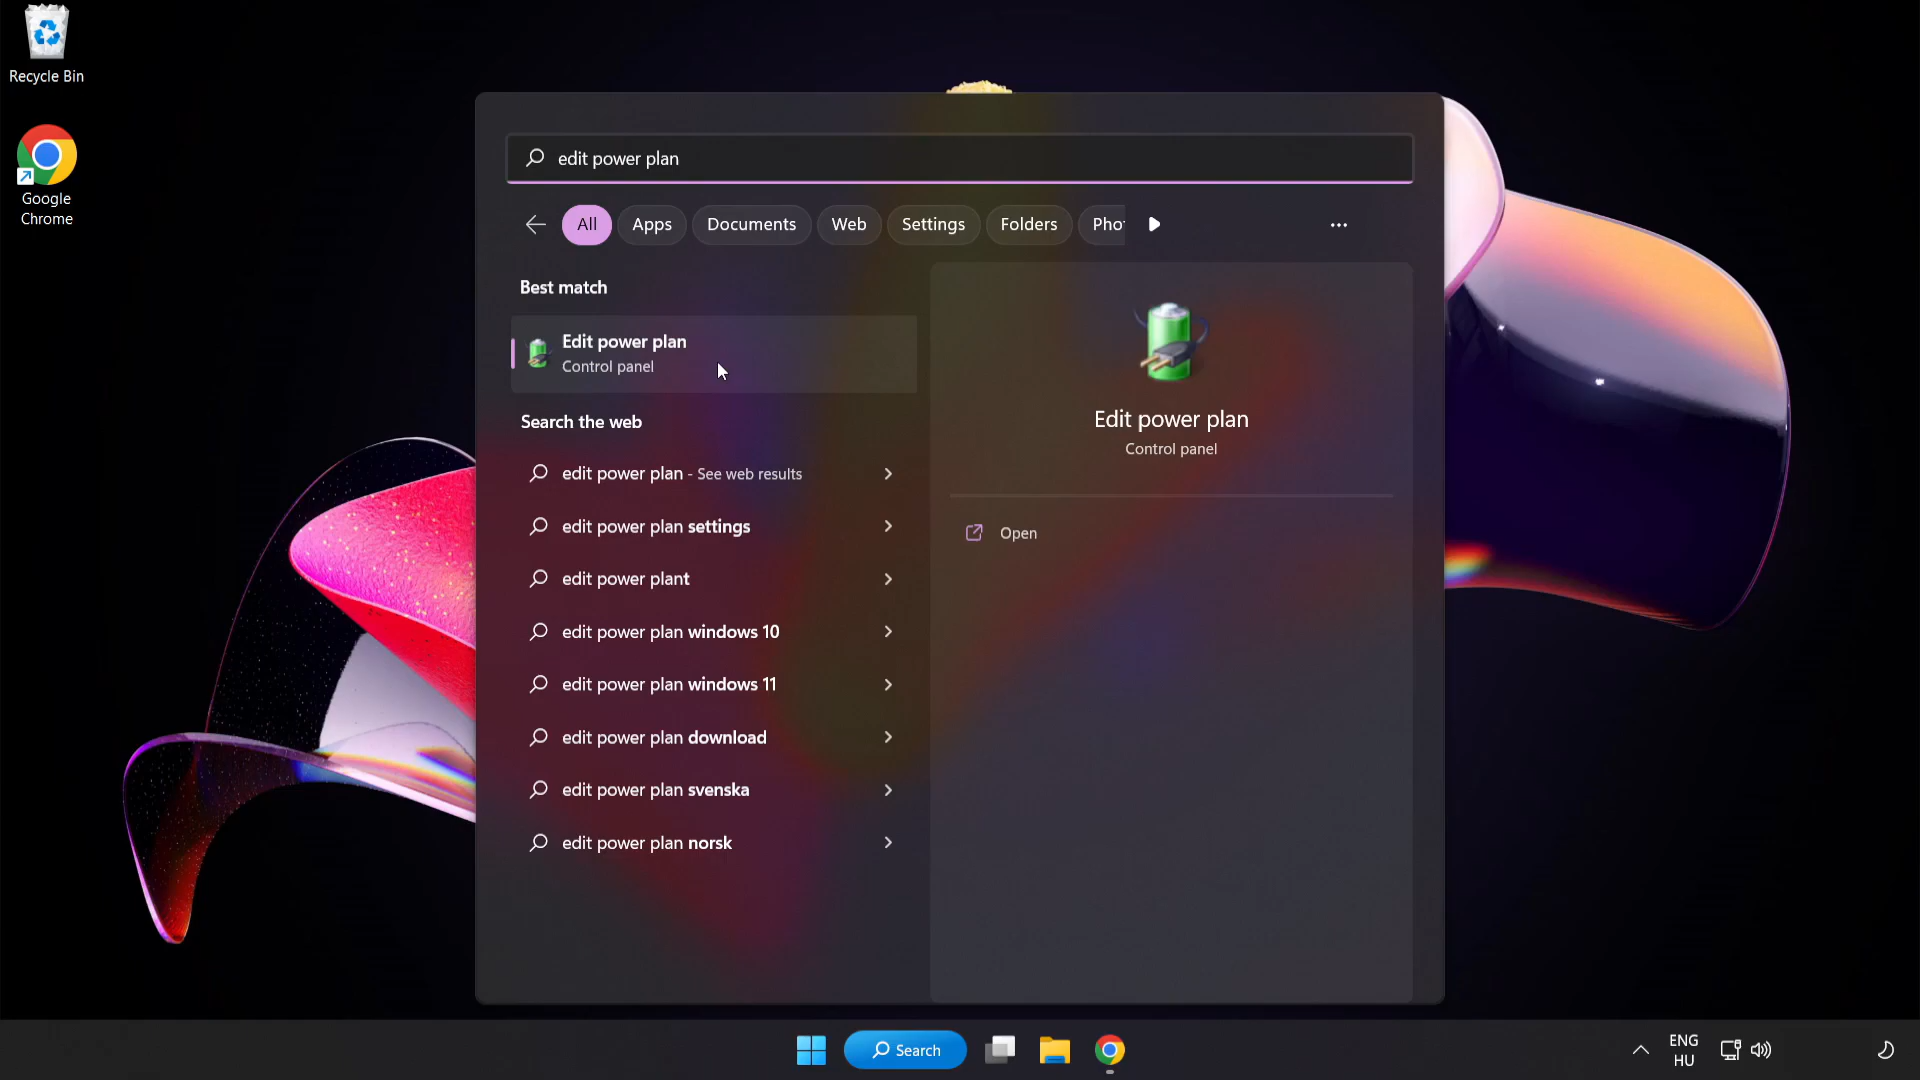 Recycle Bin
Google
Chrome
edit power plan
All
Apps
Documents
Web
Settings
Folders
Pho
Best match
Edit power plan
Control panel
Search the web
edit power plan - See web results
edit power plan settings
edit power plant
edit power plan windows 10
edit power plan windows 11
edit power plan download
edit power plan svenska
edit power plan norsk
Edit power plan
Control panel
Open
Search
ENG
HU